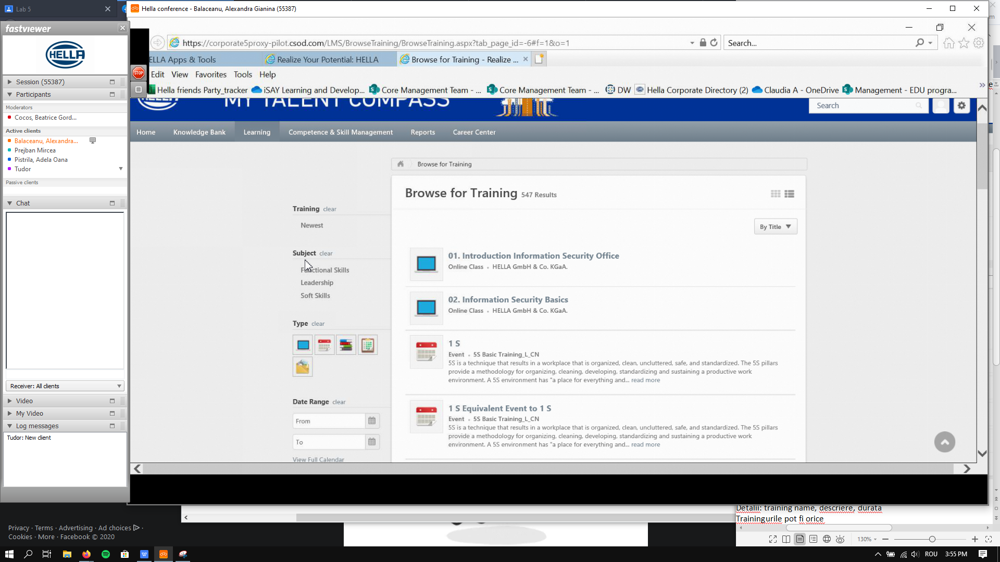 Lab 5
Hella conference - Balaceanu, Alexandra Gianina (55387)
fastviewer
HELLA
Session (55387)
Participants
Moderators
Cocos, Beatrice Gord...
Active clients
Balaceanu, Alexandra...
Prejban Mircea
Pistrila, Adela Oana
Tudor
Passive clients
Chat
Receiver: All clients
Video
My Video
Log messages
Tudor: New client
https://corporate5proxy-pilot.csod.com/LMS/BrowseTraining/BrowseTraining.aspx?tab_page_id=-6#f=1&o=1
Search...
ELLA Apps & Tools
Realize Your Potential: HELLA
Browse for Training - Realize ...
STOP
Edit View Favorites Tools Help
Hella friends Party_tracker
iSAY Learning and Develop...
Core Management Team - ...
Core Management Team - ...
DW
Hella Corporate Directory (2)
Claudia A - OneDrive
Management - EDU progra...
MY TALENT COMPASS
Search
Home
Knowledge Bank
Learning
Competence & Skill Management
Reports
Career Center
Browse for Training
Browse for Training 547 Results
By Title
Training clear
Newest
Subject clear
Functional Skills
Leadership
Soft Skills
Type clear
Date Range clear
From
To
View Full Calendar
01. Introduction Information Security Office
Online Class • HELLA GmbH & Co. KGaA.
02. Information Security Basics
Online Class • HELLA GmbH & Co. KGaA.
1 S
Event • 5S Basic Training_L_CN
5S is a technique that results in a workplace that is organized, clean, uncluttered, safe, and standardized. The 5S pillars
provide a methodology for organizing, cleaning, developing, standardizing and sustaining a productive work
environment. A 5S environment has "a place for everything and... read more
1 S Equivalent Event to 1 S
Event • 5S Basic Training_L_CN
5S is a technique that results in a workplace that is organized, clean, uncluttered, safe, and standardized. The 5S pillars
provide a methodology for organizing, cleaning, developing, standardizing and sustaining a productive work
environment. A 5S environment has "a place for everything and... read more
Detalii: training name, descriere, durata
Trainingurile pot fi orice
130%
Privacy · Terms · Advertising · Ad choices ·
Cookies · More · Facebook © 2020
ROU
3:55 PM